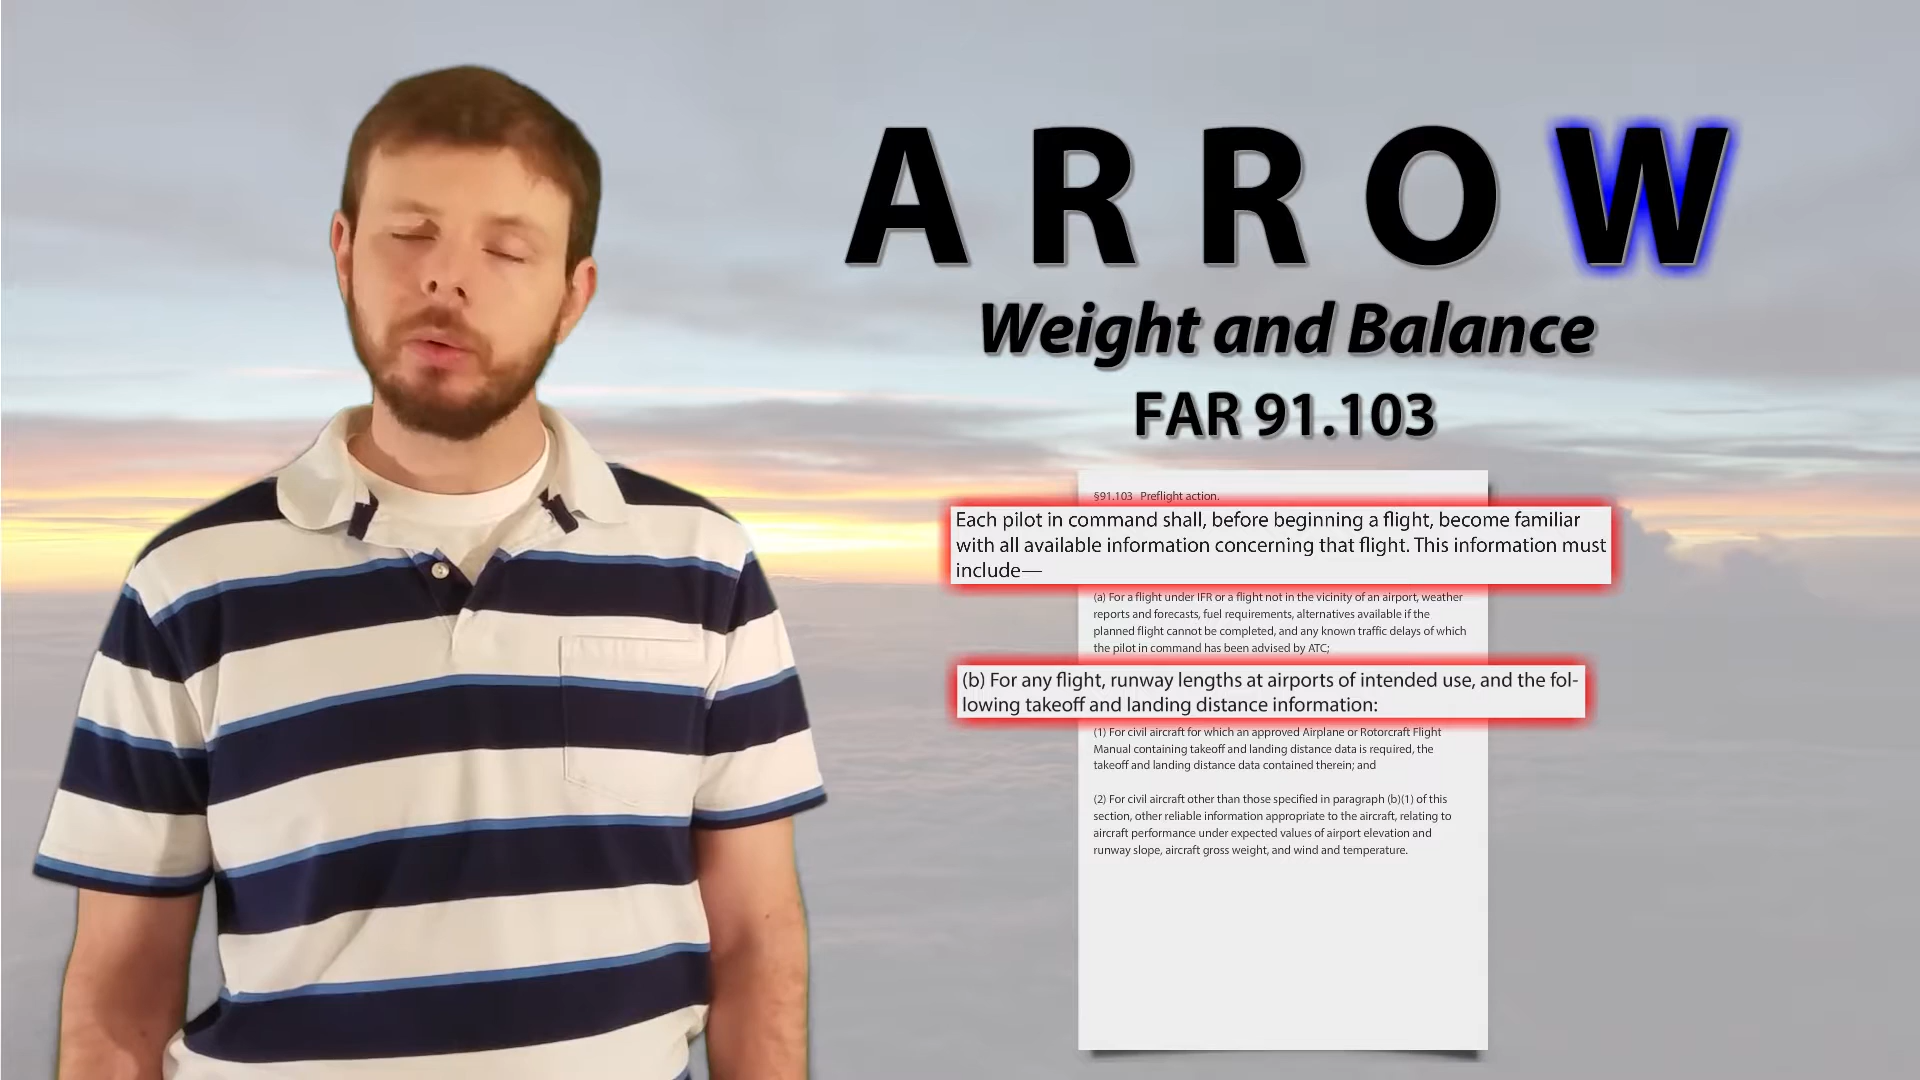 A R R O W
Weight and Balance
FAR 91.103
§91.103 Preflight action.
Each pilot in command shall, before beginning a flight, become familiar
with all available information concerning that flight. This information must
include—
(a) For a flight under IFR or a flight not in the vicinity of an airport, weather
reports and forecasts, fuel requirements, alternatives available if the
planned flight cannot be completed, and any known traffic delays of which
the pilot in command has been advised by ATC;
(b) For any flight, runway lengths at airports of intended use, and the fol-
lowing takeoff and landing distance information:
(1) For civil aircraft for which an approved Airplane or Rotorcraft Flight
Manual containing takeoff and landing distance data is required, the
takeoff and landing distance data contained therein; and
(2) For civil aircraft other than those specified in paragraph (b)(1) of this
section, other reliable information appropriate to the aircraft, relating to
aircraft performance under expected values of airport elevation and
runway slope, aircraft gross weight, and wind and temperature.